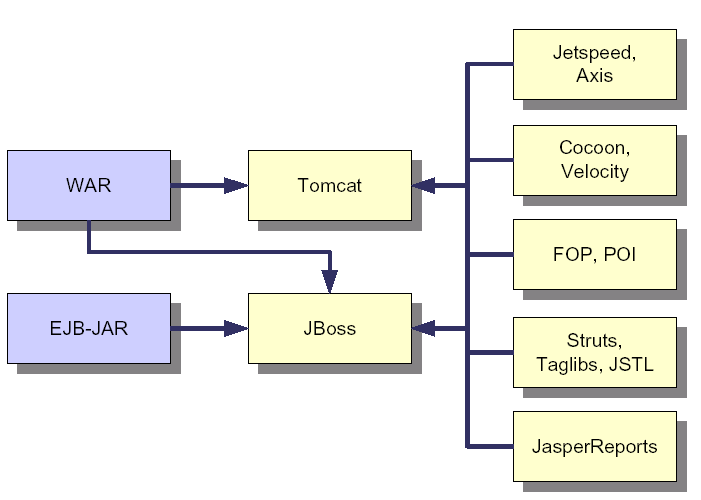 Jetspeed,
Axis
Cocoon,
Velocity
WAR
Tomcat
FOP, POI
EJB-JAR
JBoss
Struts,
Taglibs, JSTL
JasperReports